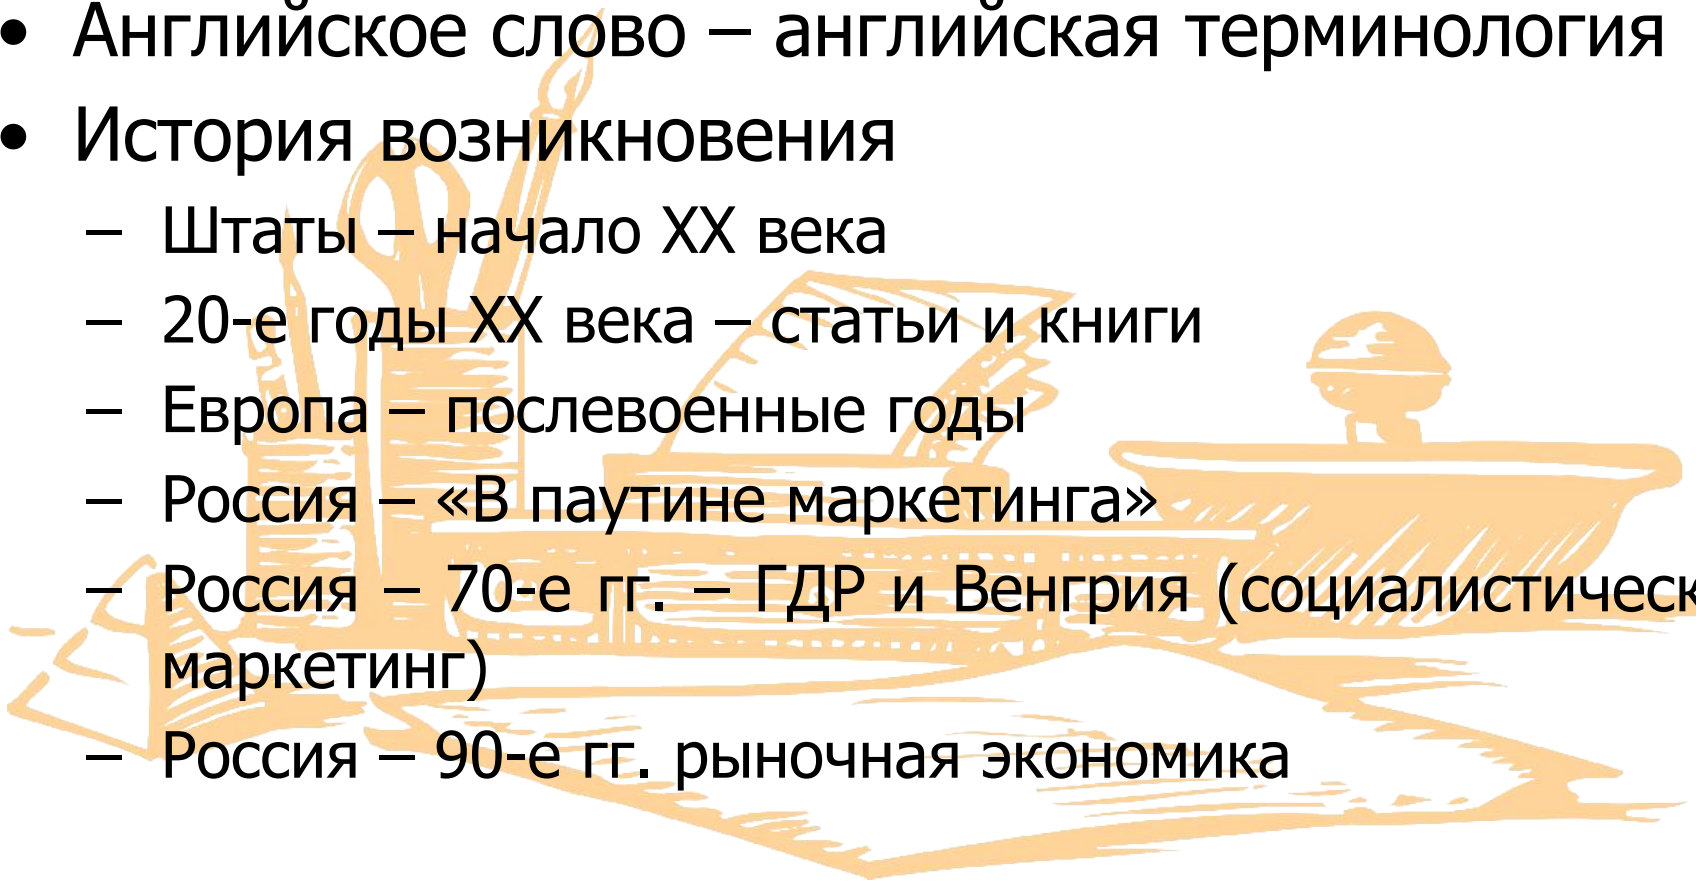 • Английское слово – английская терминология
• История возникновения
– Штаты – начало XX века
– 20-е годы XX века – статьи и книги
– Европа – послевоенные годы
– Россия – «В паутине маркетинга»
– Россия – 70-е гг. – ГДР и Венгрия (социалистическ
маркетинг)
– Россия – 90-е гг. рыночная экономика